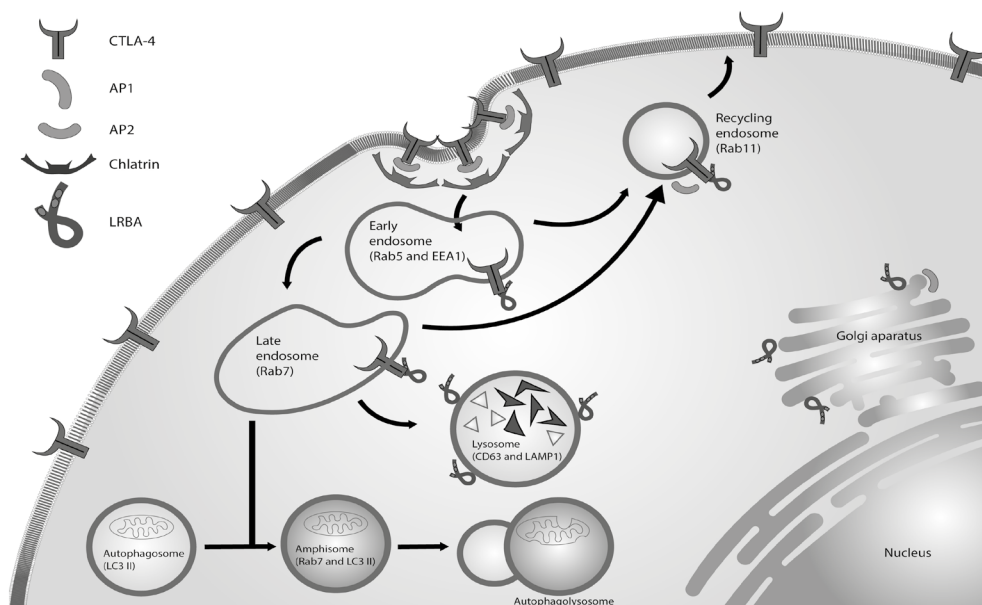 CTLA-4
AP1
AP2
Chlatrin
LRBA
Recycling
endosome
(Rab11)
Early
endosome
(Rab5 and EEA1)
Late
endosome
(Rab7)
Golgi aparatus
Lysosome
(CD63 and LAMP1)
Autophagosome
(LC3 II)
Amphisome
(Rab7 and LC3 II)
Autophagolysosome
Nucleus